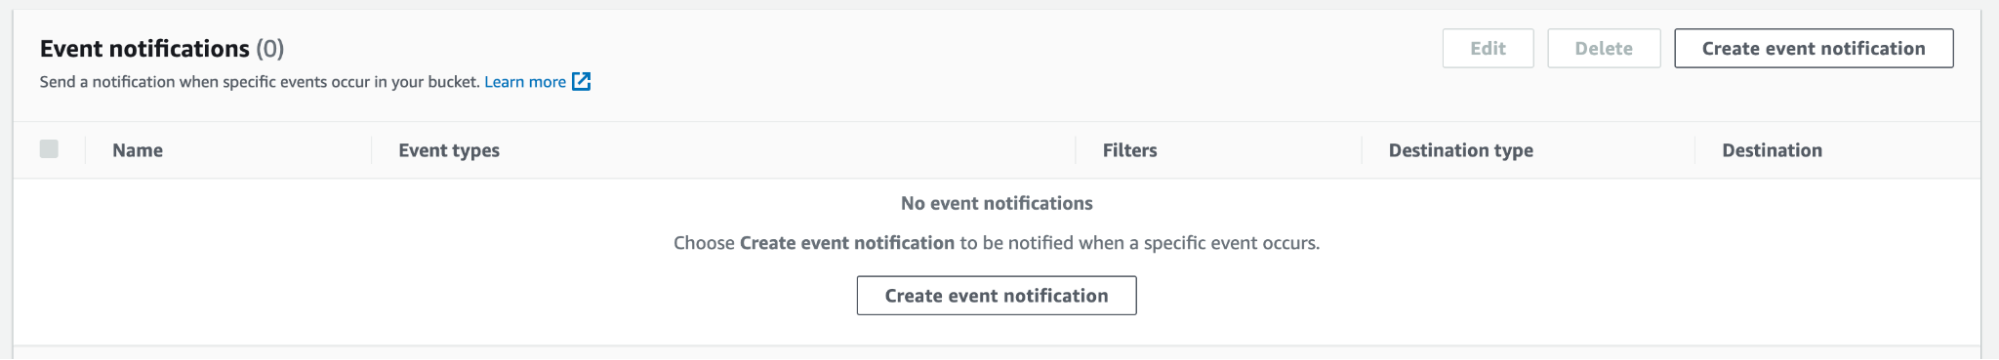 Event notifications (0)
Edit
Delete
Create event notification
Send a notification when specific events occur in your bucket. Learn more
Name
Event types
Filters
Destination type
Destination
No event notifications
Choose Create event notification to be notified when a specific event occurs.
Create event notification